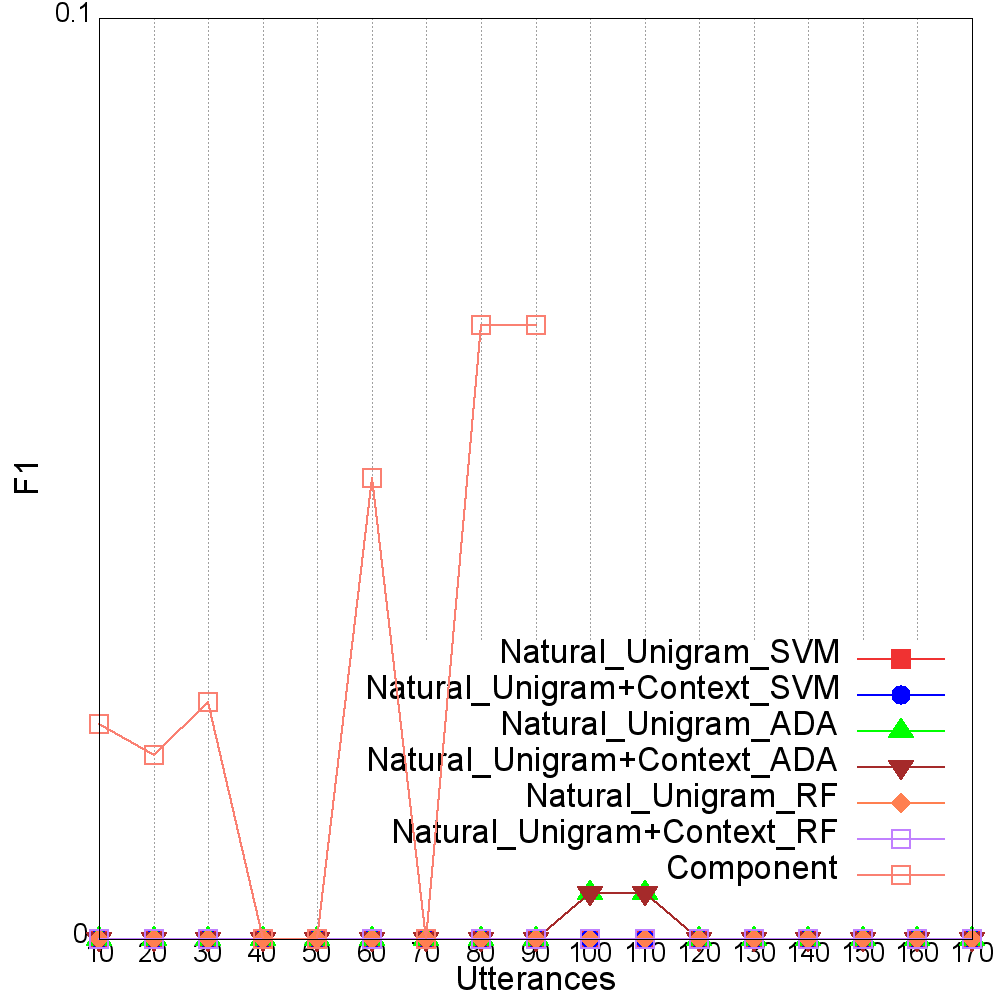 0.1
F1
Natural_Unigram_SVM
Natural_Unigram+Context_SVM
Natural_Unigram_ADA
Natural_Unigram+Context_ADA
Natural_Unigram_RF
Natural_Unigram+Context_RF
Component
0
10 20 30 40 50 60 70 80 90 100 110 120 130 140 150 160 170
Utterances